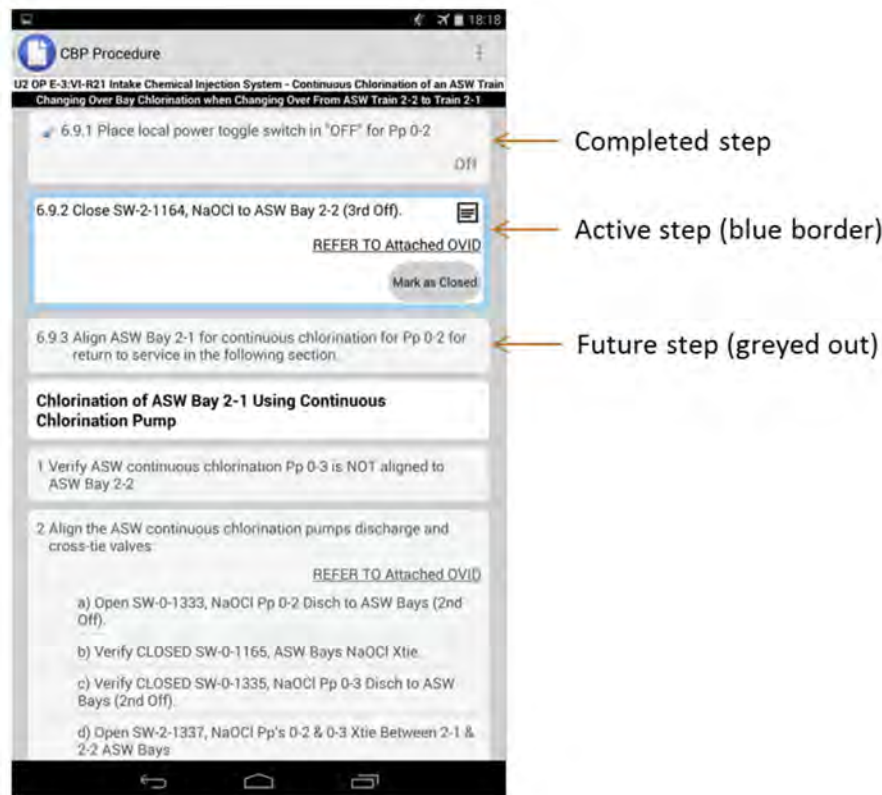 18:18
CBP Procedure
U2 OP E-3:VI-R21 Intake Chemical Injection System - Continuous Chlorination of an ASW Train
Changing Over Bay Chlorination when Changing Over From ASW Train 2-2 to Train 2-1
6.9.1 Place local power toggle switch in "OFF" for Pp 0-2
Off
Completed step
6.9.2 Close SW-2-1164, NaOCl to ASW Bay 2-2 (3rd Off).
REFER TO Attached OVID
Mark as Closed
Active step (blue border)
6.9.3 Align ASW Bay 2-1 for continuous chlorination for Pp 0-2 for
return to service in the following section.
Future step (greyed out)
Chlorination of ASW Bay 2-1 Using Continuous
Chlorination Pump
1 Verify ASW continuous chlorination Pp 0-3 is NOT aligned to
ASW Bay 2-2
2 Align the ASW continuous chlorination pumps discharge and
cross-tie valves
REFER TO Attached OVID
a) Open SW-0-1333, NaOCl Pp 0-2 Disch to ASW Bays (2nd
Off).
b) Verify CLOSED SW-0-1165, ASW Bays NaOCl Xtie.
c) Verify CLOSED SW-0-1335, NaOCl Pp 0-3 Disch to ASW
Bays (2nd Off).
d) Open SW-2-1337, NaOCl Pp's 0-2 & 0-3 Xtie Between 2-1 &
2-2 ASW Bays